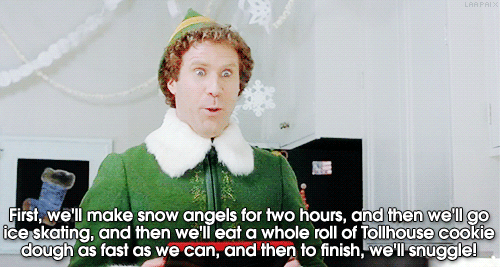 LARPAIX
First, we'll make snow angels for two hours, and then we'll go
ice skating, and then we'll eat a whole roll of Tollhouse cookie
dough as fast as we can, and then to finish, we'll snuggle!